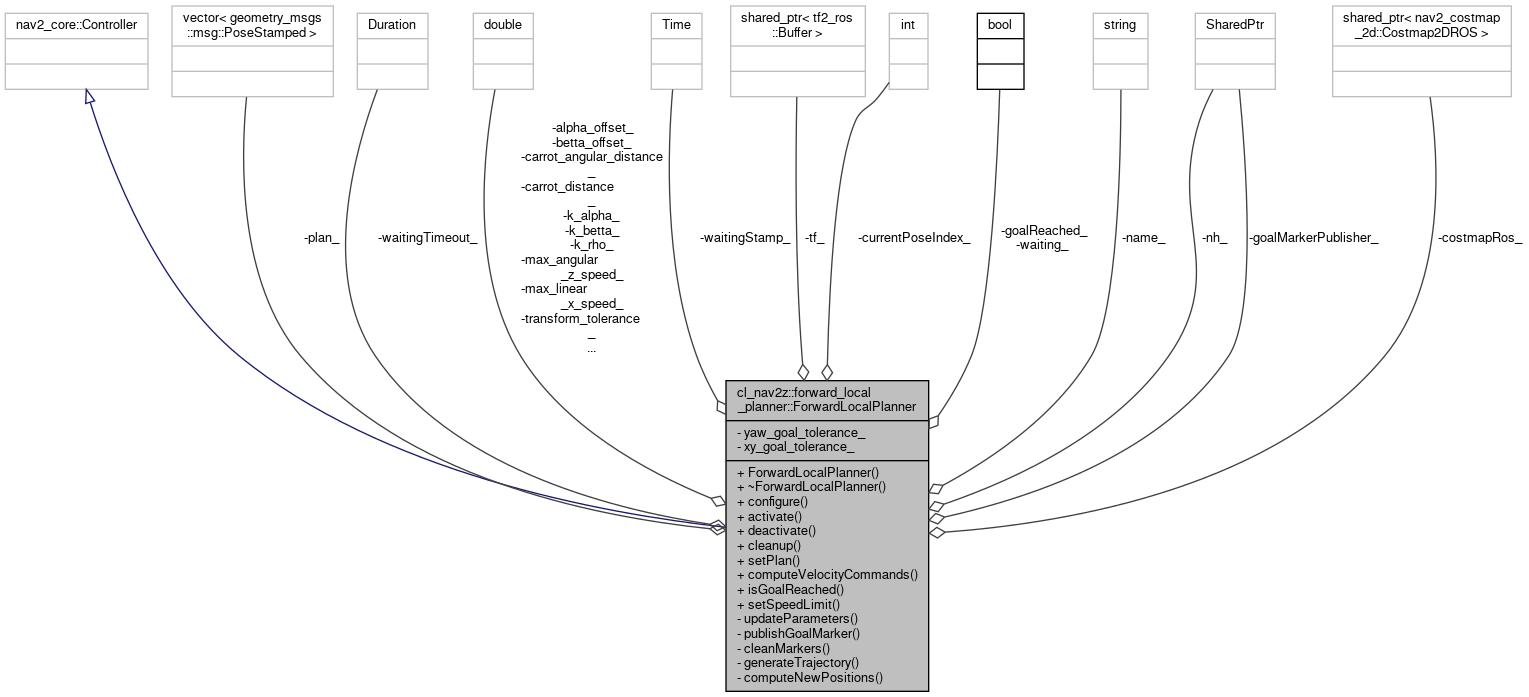 nav2_core::Controller
vector< geometry_msgs
::msg::PoseStamped >
Duration
double
Time
shared_ptr< tf2_ros
::Buffer >
int
bool
string
SharedPtr
shared_ptr< nav2_costmap
_2d::Costmap2DROS >
-plan_
-waitingTimeout_
-alpha_offset_
-betta_offset_
-carrot_angular_distance
_
-carrot_distance
_
-k_alpha_
-k_betta_
-k_rho_
-max_angular
_z_speed_
-max_linear
_x_speed_
-transform_tolerance
_
...
-waitingStamp_
-tf_
-currentPoseIndex_
-goalReached_
-waiting_
-name_
-nh_
-goalMarkerPublisher_
-costmapRos_
cl_nav2z::forward_local
_planner::ForwardLocalPlanner
- yaw_goal_tolerance_
- xy_goal_tolerance_
+ ForwardLocalPlanner()
+ ~ForwardLocalPlanner()
+ configure()
+ activate()
+ deactivate()
+ cleanup()
+ setPlan()
+ computeVelocityCommands()
+ isGoalReached()
+ setSpeedLimit()
- updateParameters()
- publishGoalMarker()
- cleanMarkers()
- generateTrajectory()
- computeNewPositions()